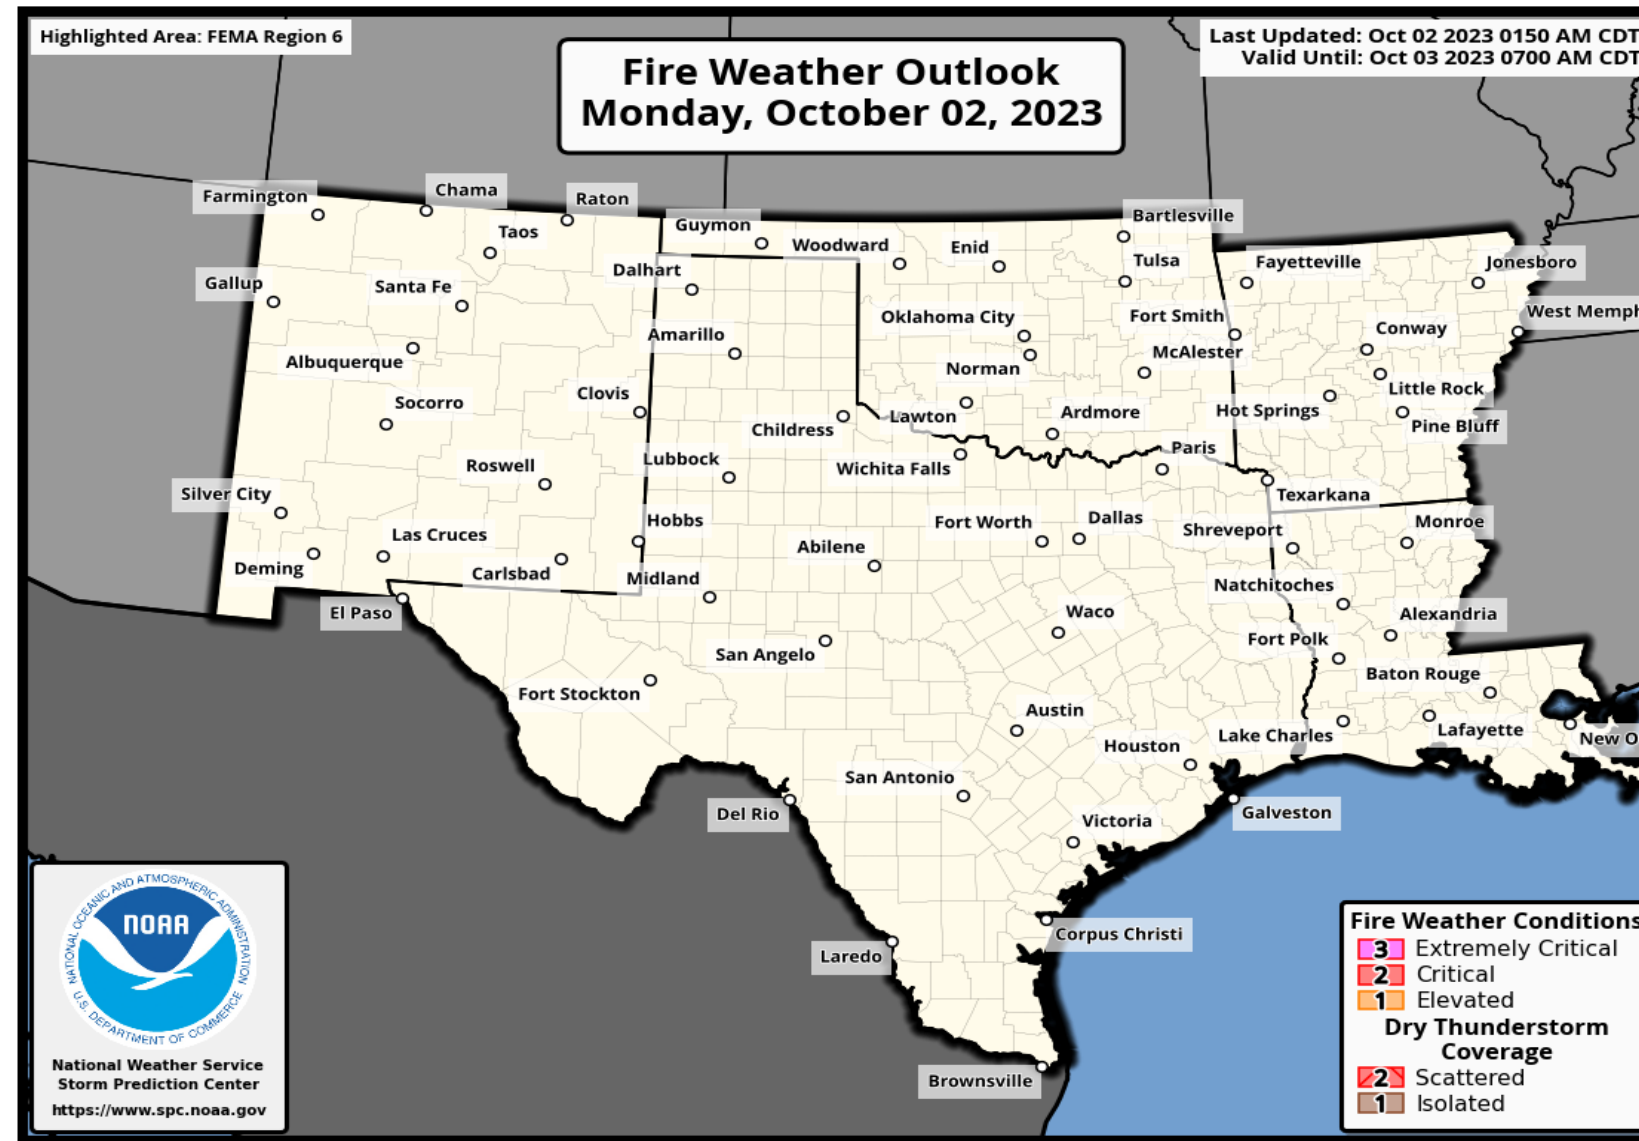 Highlighted Area: FEMA Region 6
Last Updated: Oct 02 2023 0150 AM CDT
Valid Until: Oct 03 2023 0700 AM CDT
Fire Weather Outlook
Monday, October 02, 2023
Farmington
Chama
Raton
Taos
Guymon
Woodward
Enid
Bartlesville
Tulsa
Fayetteville
Jonesboro
Gallup
Santa Fe
Dalhart
Oklahoma City
Fort Smith
West Memph
Albuquerque
Amarillo
Norman
McAlester
Conway
Socorro
Clovis
Childress
Lawton
Ardmore
Hot Springs
Little Rock
Pine Bluff
Roswell
Lubbock
Wichita Falls
Paris
Texarkana
Silver City
Las Cruces
Hobbs
Abilene
Fort Worth
Dallas
Shreveport
Monroe
Deming
Carlsbad
Midland
Natchitoches
El Paso
San Angelo
Waco
Fort Polk
Alexandria
Fort Stockton
Austin
Baton Rouge
Houston
Lake Charles
Lafayette
New O
San Antonio
Del Rio
Victoria
Galveston
Laredo
Corpus Christi
Brownsville
NATIONAL OCEANIC AND ATMOSPHERIC ADMINISTRATION
NOAA
U.S. DEPARTMENT OF COMMERCE
National Weather Service
Storm Prediction Center
https://www.spc.noaa.gov
Fire Weather Conditions
3 Extremely Critical
2 Critical
1 Elevated
Dry Thunderstorm
Coverage
2 Scattered
1 Isolated